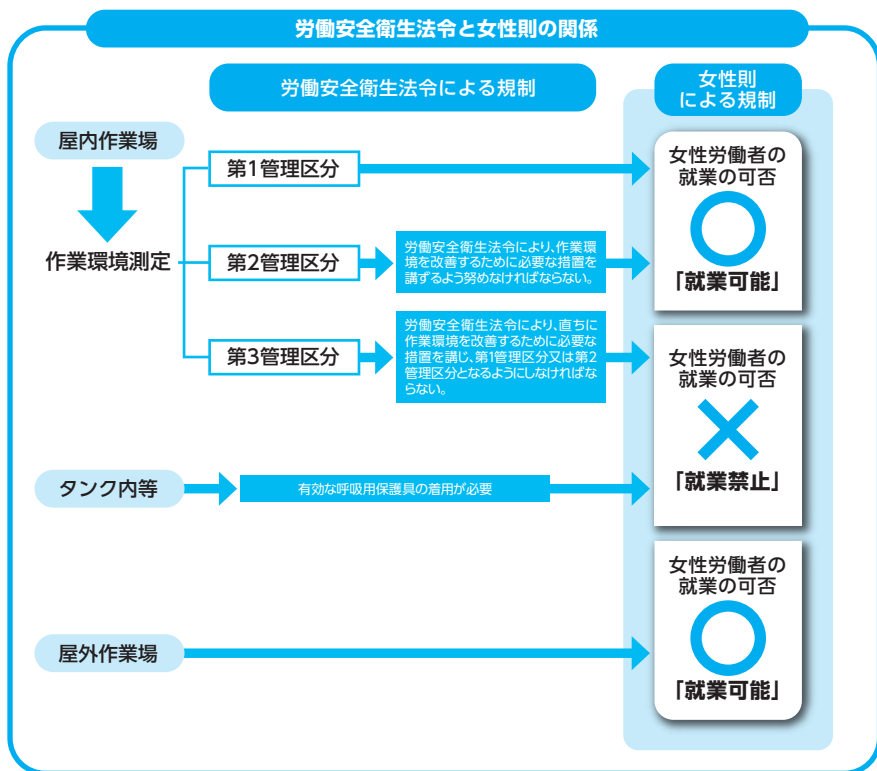 労働安全衛生法令と女性則の関係
労働安全衛生法令による規制
女性則
による規制
屋内作業場
作業環境測定
第1管理区分
女性労働者の
就業の可否
「就業可能」
第2管理区分
労働安全衛生法令により、作業環
境を改善するために必要な措置を
講ずるよう努めなければならない。
第3管理区分
労働安全衛生法令により、直ちに
作業環境を改善するために必要な
措置を講じ、第1管理区分又は第2
管理区分となるようにしなければな
らない。
女性労働者の
就業の可否
「就業禁止」
タンク内等
有効な呼吸用保護具の着用が必要
屋外作業場
女性労働者の
就業の可否
「就業可能」